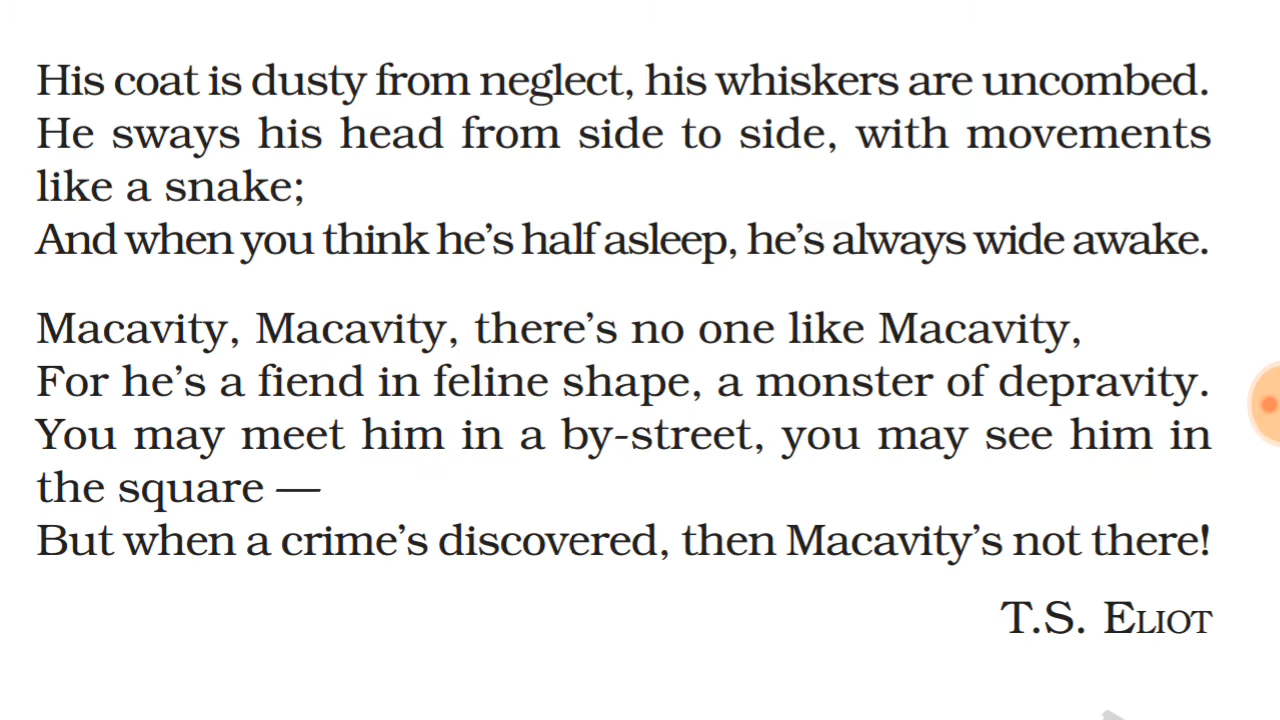 His coat is dusty from neglect, his whiskers are uncombed.
He sways his head from side to side, with movements
like a snake;
And when you think he’s half asleep, he’s always wide awake.
Macavity, Macavity, there’s no one like Macavity,
For he’s a fiend in feline shape, a monster of depravity.
You may meet him in a by-street, you may see him in
the square —
But when a crime’s discovered, then Macavity’s not there!
T.S. ELIOT